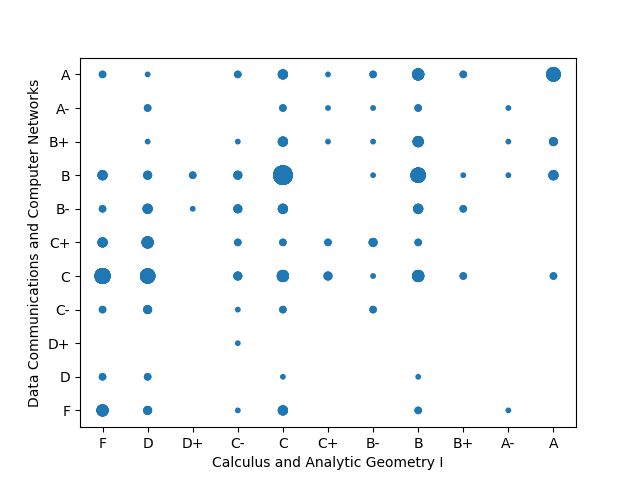 Data Communications and Computer Networks
A
A-
B+
B
B-
C+
C
C-
D+
D
F
F D D+ C- C C+ B- B B+ A- A
Calculus and Analytic Geometry I